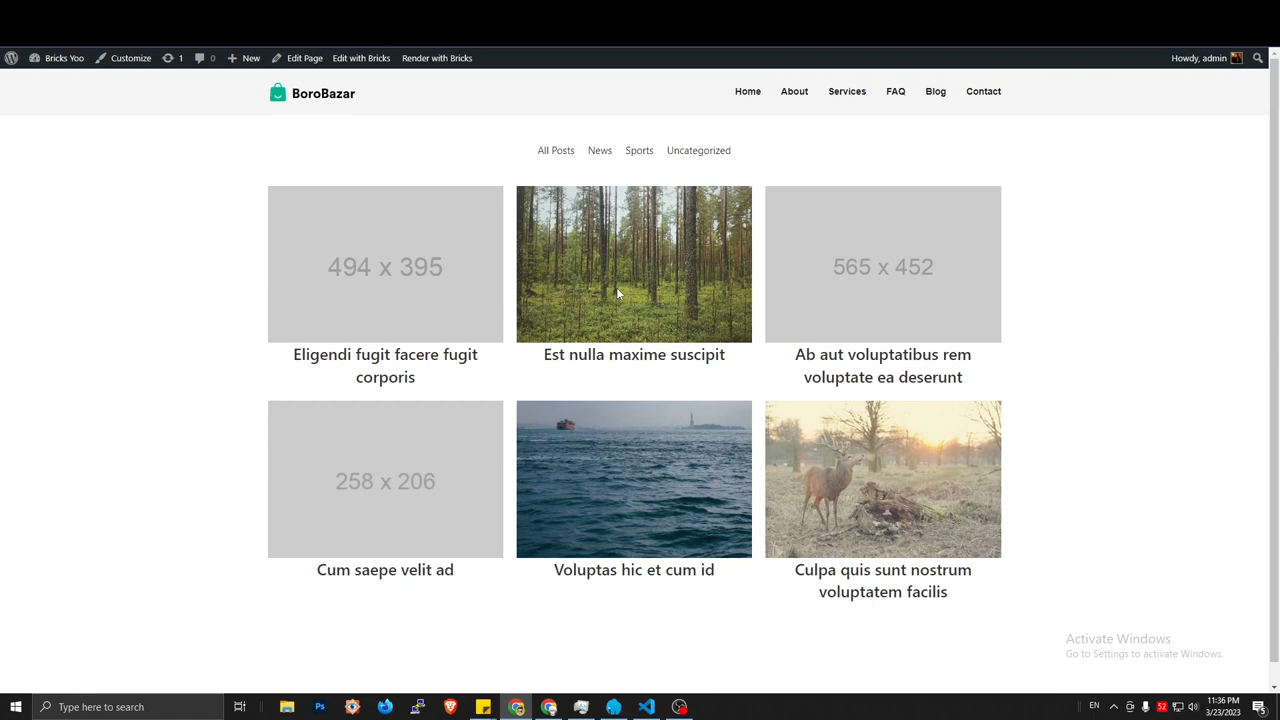 Bricks Yoo Customize 1 0 New Edit Page Edit with Bricks Render with Bricks Howdy, admin
BoroBazar Home About Services FAQ Blog Contact
All Posts News Sports Uncategorized
494 x 395
565 x 452
Eligendi fugit facere fugit
corporis
Est nulla maxime suscipit
Ab aut voluptatibus rem
voluptate ea deserunt
258 x 206
Cum saepe velit ad
Voluptas hic et cum id
Culpa quis sunt nostrum
voluptatem facilis
Activate Windows
Go to Settings to activate Windows.
Type here to search
EN
52
11:36 PM
3/23/2023